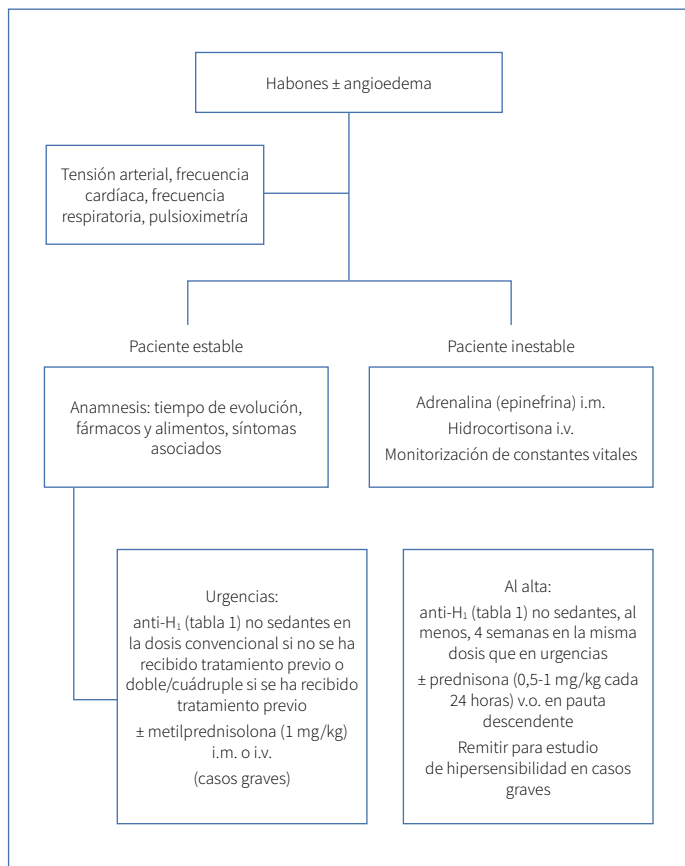 Habones ± angioedema
Tensión arterial, frecuencia
cardíaca, frecuencia
respiratoria, pulsioximetría
Paciente estable
Paciente inestable
Anamnesis: tiempo de evolución,
fármacos y alimentos, síntomas
asociados
Adrenalina (epinefrina) i.m.
Hidrocortisona i.v.
Monitorización de constantes vitales
Urgencias:
anti-H₁ (tabla 1) no sedantes en
la dosis convencional si no se ha
recibido tratamiento previo o
doble/cuádruple si se ha recibido
tratamiento previo
± metilprednisolona (1 mg/kg)
i.m. o i.v.
(casos graves)
Al alta:
anti-H₁ (tabla 1) no sedantes, al
menos, 4 semanas en la misma
dosis que en urgencias
± prednisona (0,5-1 mg/kg cada
24 horas) v.o. en pauta
descendente
Remitir para estudio
de hipersensibilidad en casos
graves